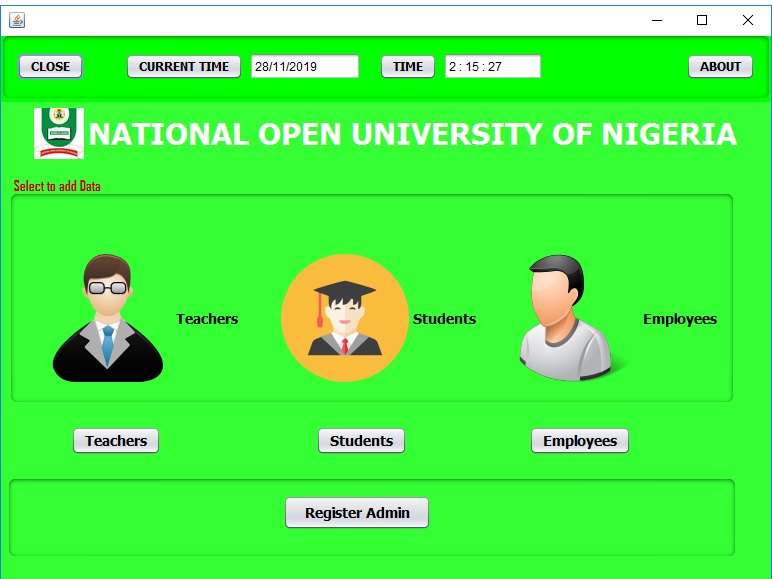 CLOSE CURRENT TIME 28/11/2019 TIME 2 : 15 : 27 ABOUT
NATIONAL OPEN UNIVERSITY OF NIGERIA
Select to add Data
Teachers Students Employees
Teachers Students Employees
Register Admin